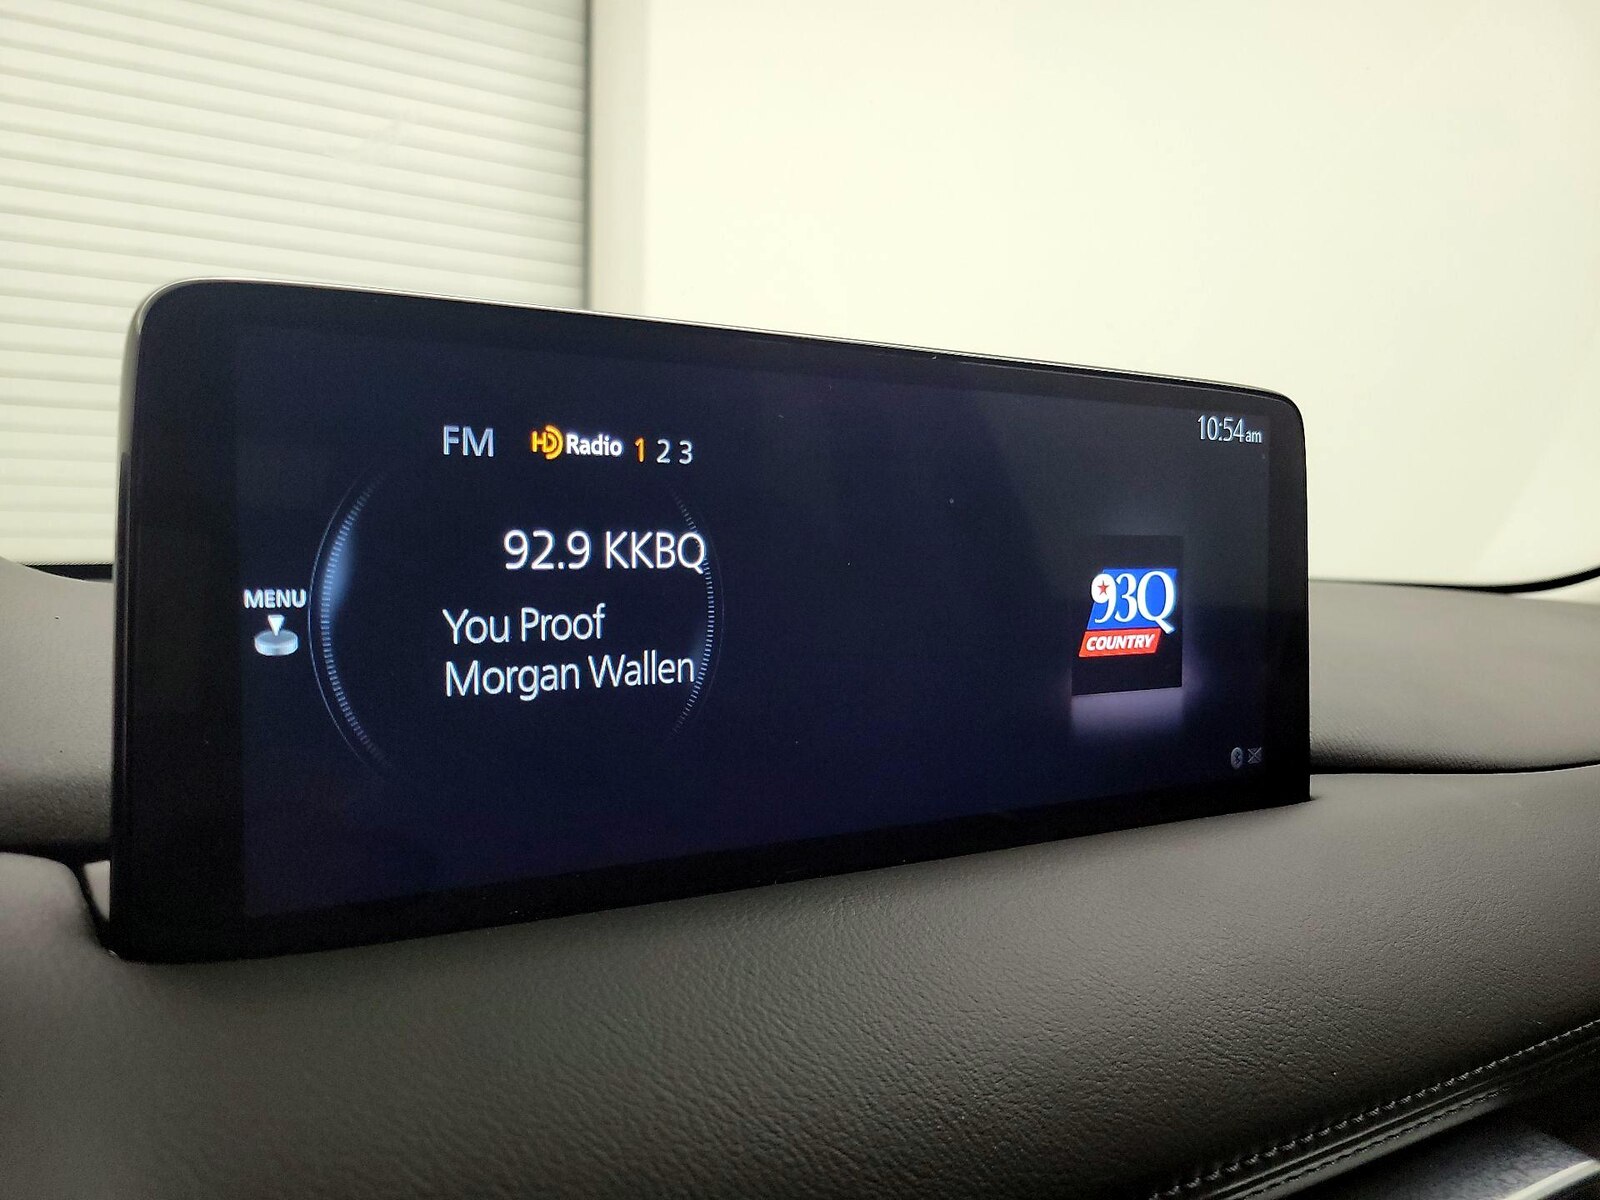 FM HD Radio 1 2 3
10:54am
92.9 KKBQ
MENU
You Proof
Morgan Wallen
93Q
COUNTRY